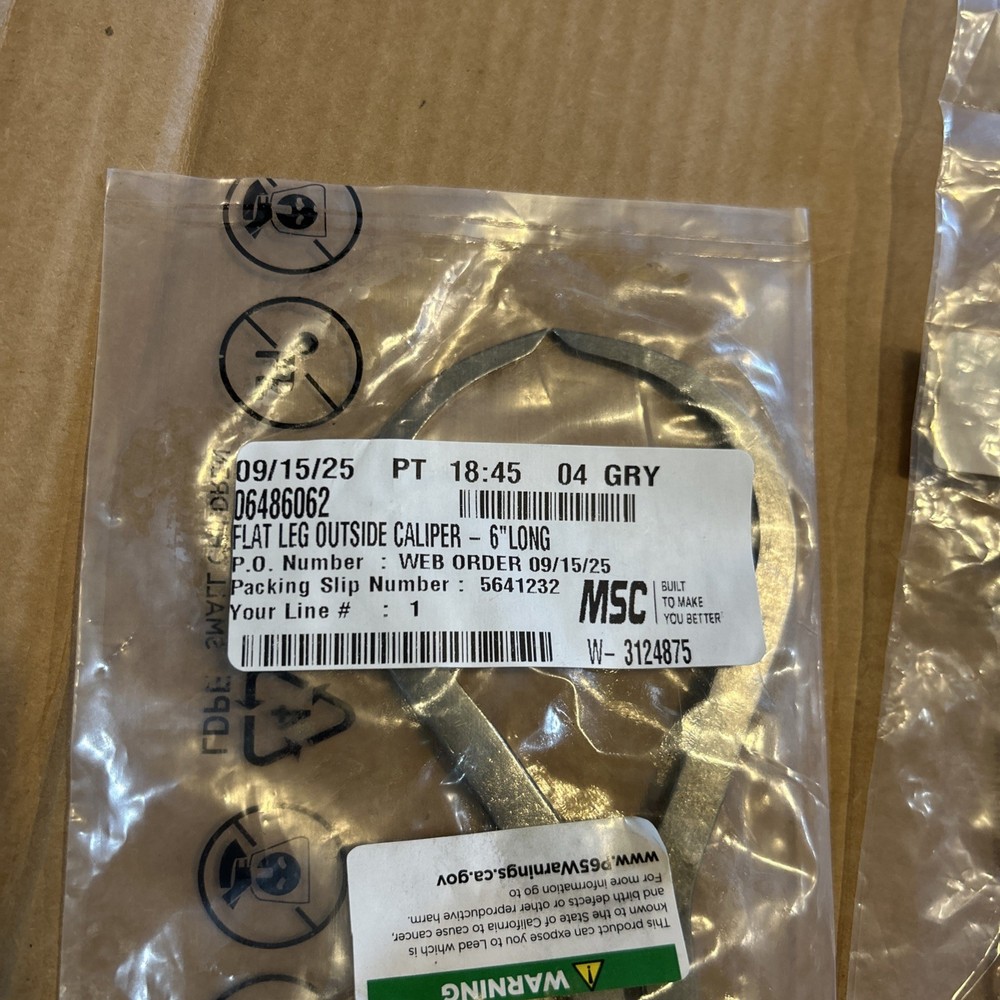 09/15/25 PT 18:45 04 GRY
06486062
FLAT LEG OUTSIDE CALIPER - 6"LONG
P.O. Number : WEB ORDER 09/15/25
Packing Slip Number : 5641232
Your Line # : 1
MSC
BUILT
TO MAKE
YOU BETTER
W- 3124875
LDPE
SMALL
WARNING
This product can expose you to Lead which is
known to the State of California to cause cancer,
and birth defects or other reproductive harm.
For more information go to
www.P65Warnings.ca.gov